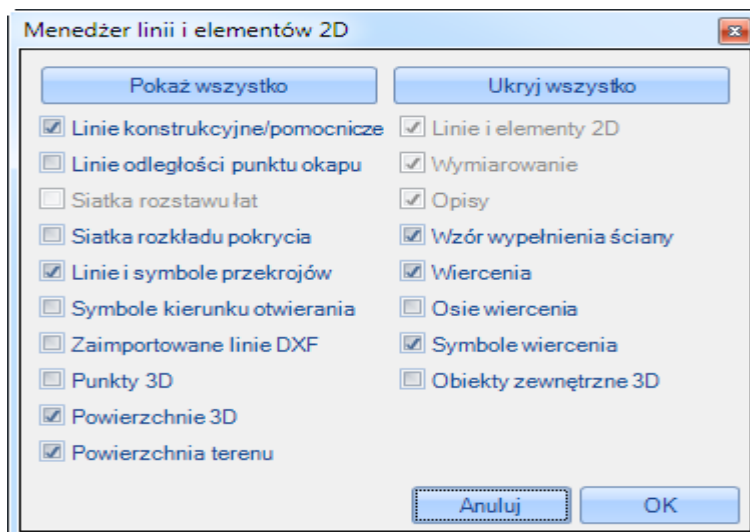 Menedżer linii i elementów 2D
Pokaż wszystko
Ukryj wszystko
Linie konstrukcyjne/pomocnicze
Linie odległości punktu okapu
Siatka rozstawu łat
Siatka rozkładu pokrycia
Linie i symbole przekrojów
Symbole kierunku otwierania
Zaimportowane linie DXF
Punkty 3D
Powierzchnie 3D
Powierzchnia terenu
Linie i elementy 2D
Wymiarowanie
Opisy
Wzór wypełnienia ściany
Wiercenia
Osie wiercenia
Symbole wiercenia
Obiekty zewnętrzne 3D
Anuluj
OK